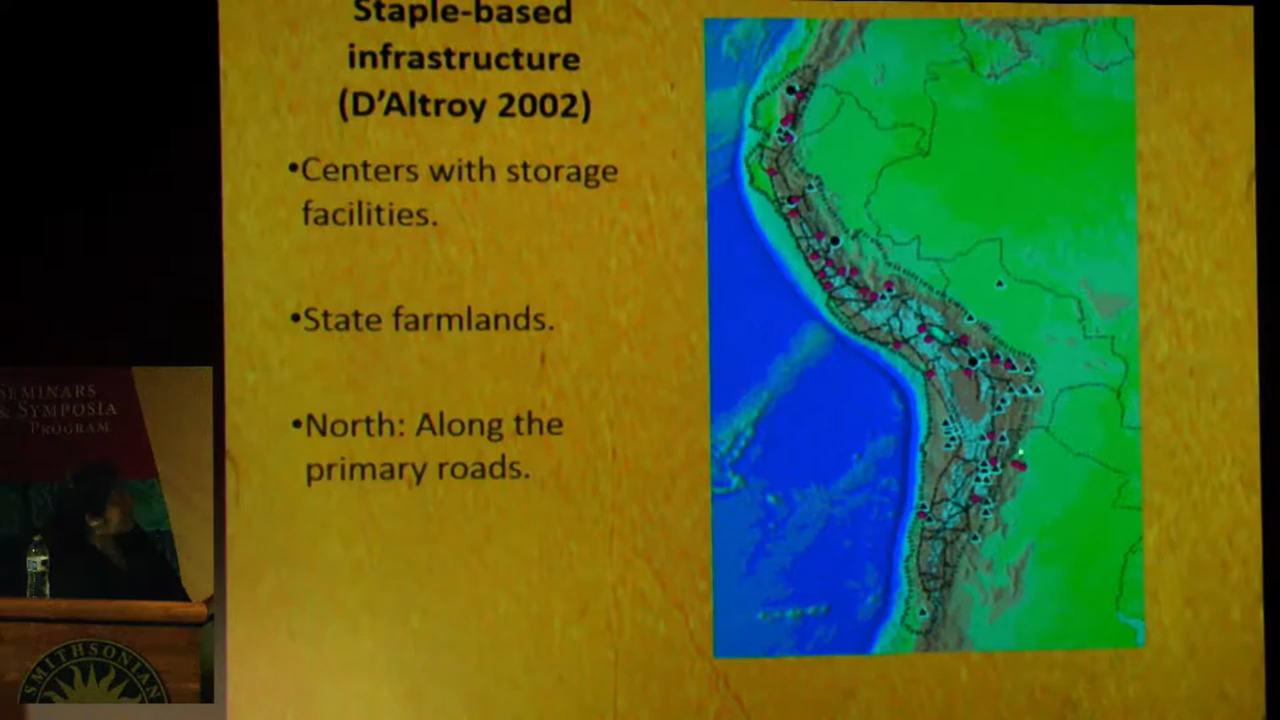 Staple-based
infrastructure
(D’Altroy 2002)
•Centers with storage
facilities.
•State farmlands.
•North: Along the
primary roads.
SEMINARS
& SYMPOSIA
PROGRAM
SMITHSONIAN